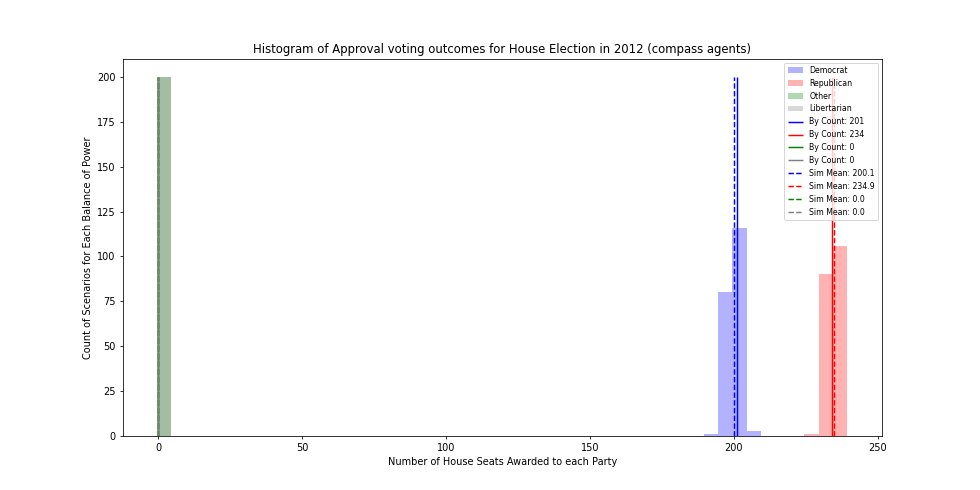 Histogram of Approval voting outcomes for House Election in 2012 (compass agents)
Democrat
Republican
Other
Libertarian
By Count: 201
By Count: 234
By Count: 0
By Count: 0
Sim Mean: 200.1
Sim Mean: 234.9
Sim Mean: 0.0
Sim Mean: 0.0
Count of Scenarios for Each Balance of Power
200
175
150
125
100
75
50
25
0
0 50 100 150 200 250
Number of House Seats Awarded to each Party